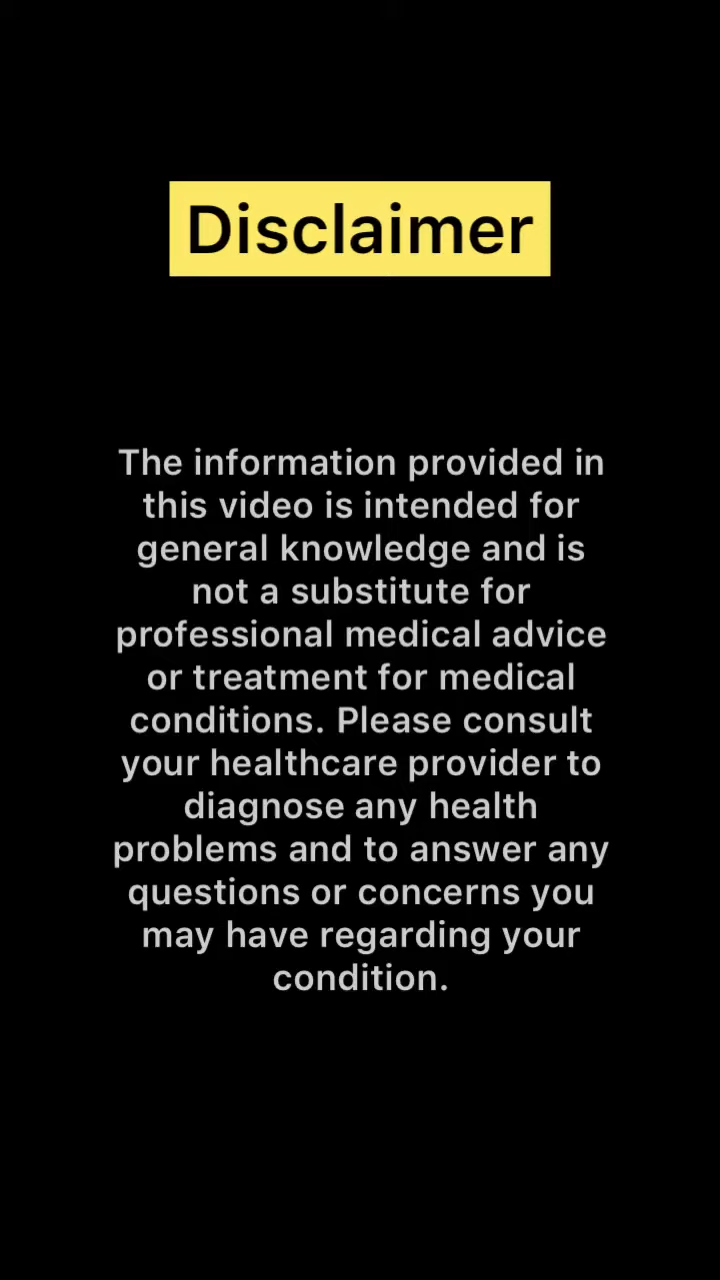 Disclaimer
The information provided in
this video is intended for
general knowledge and is
not a substitute for
professional medical advice
or treatment for medical
conditions. Please consult
your healthcare provider to
diagnose any health
problems and to answer any
questions or concerns you
may have regarding your
condition.